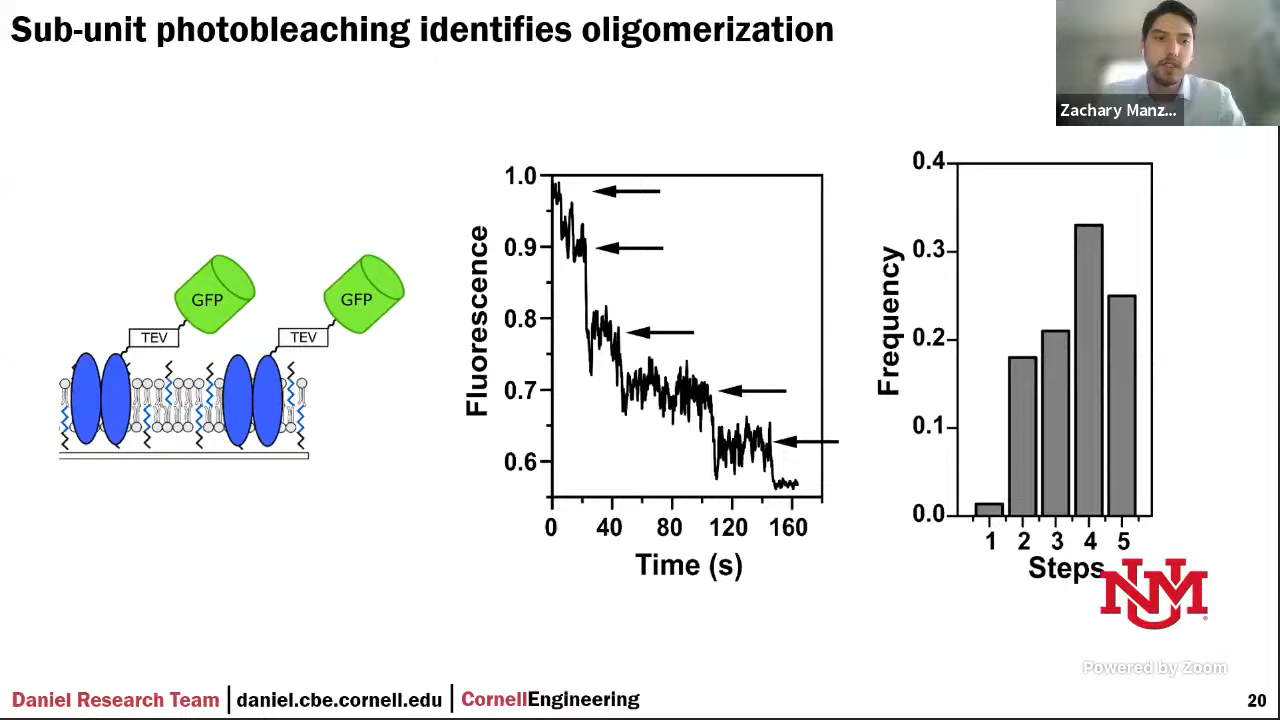 Sub-unit photobleaching identifies oligomerization
Zachary Manz...
GFP
GFP
TEV
TEV
Fluorescence
1.0
0.9
0.8
0.7
0.6
0 40 80 120 160
Time (s)
Frequency
0.4
0.3
0.2
0.1
0.0
1 2 3 4 5
Steps
UNM
Powered by Zoom
Daniel Research Team | daniel.cbe.cornell.edu | CornellEngineering
20